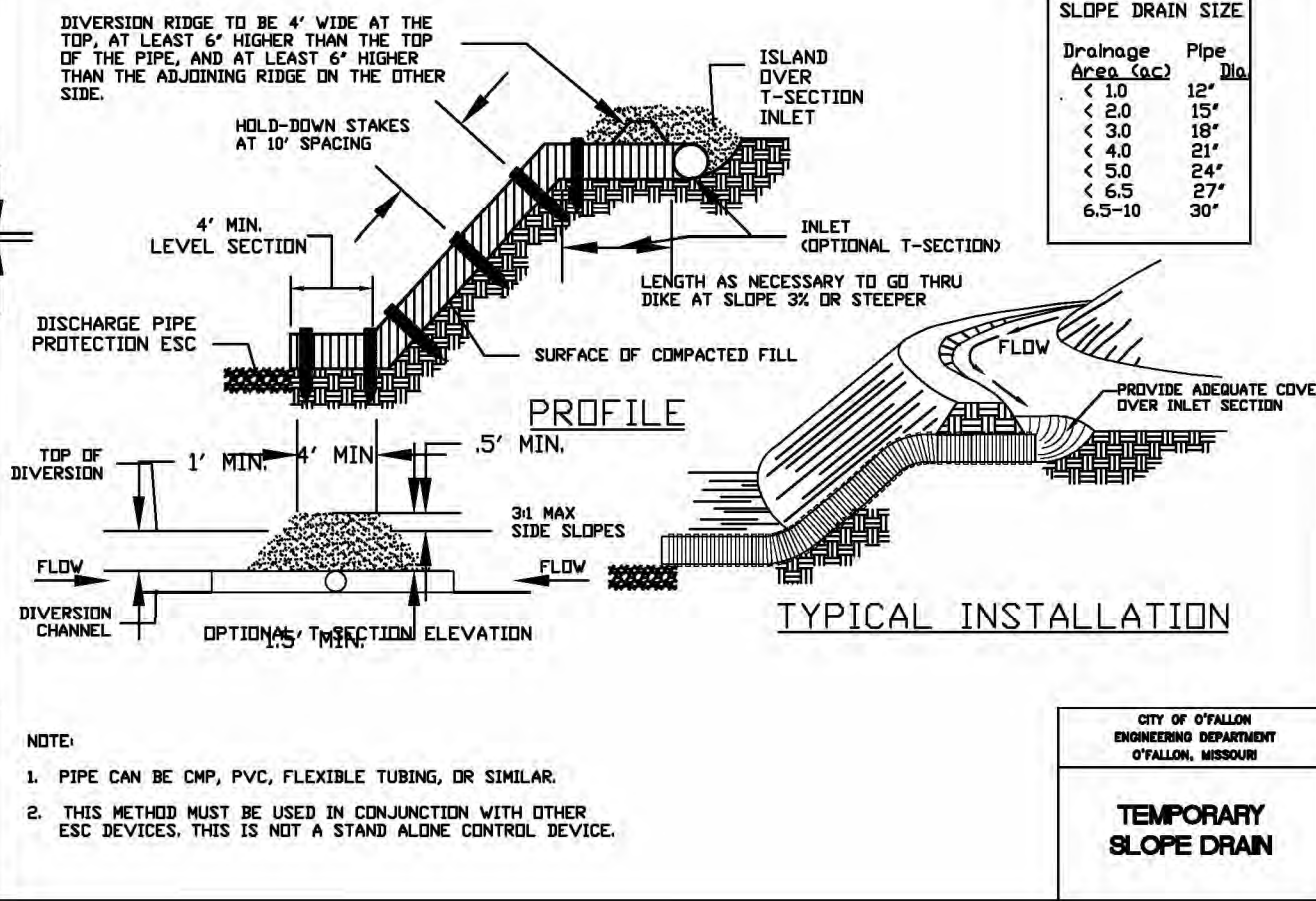 DIVERSION RIDGE TO BE 4' WIDE AT THE
TOP, AT LEAST 6" HIGHER THAN THE TOP
OF THE PIPE, AND AT LEAST 6" HIGHER
THAN THE ADJOINING RIDGE ON THE OTHER
SIDE.
HOLD-DOWN STAKES
AT 10' SPACING
4' MIN.
LEVEL SECTION
DISCHARGE PIPE
PROTECTION ESC
ISLAND
OVER
T-SECTION
INLET
INLET
(OPTIONAL T-SECTION)
LENGTH AS NECESSARY TO GO THRU
DIKE AT SLOPE 3% OR STEEPER
SURFACE OF COMPACTED FILL
PROFILE
SLOPE DRAIN SIZE
Drainage Pipe
Area (ac) Dia
< 1.0 12"
< 2.0 15"
< 3.0 18"
< 4.0 21"
< 5.0 24"
< 6.5 27"
6.5-10 30"
FLOW
PROVIDE ADEQUATE COVE
OVER INLET SECTION
TYPICAL INSTALLATION
TOP OF
DIVERSION
1' MIN.
4' MIN
.5' MIN.
3:1 MAX
SIDE SLOPES
FLOW
FLOW
DIVERSION
CHANNEL
OPTIONAL T-SECTION ELEVATION
1.5' MIN.
NOTE:
1. PIPE CAN BE CMP, PVC, FLEXIBLE TUBING, OR SIMILAR.
2. THIS METHOD MUST BE USED IN CONJUNCTION WITH OTHER
ESC DEVICES. THIS IS NOT A STAND ALONE CONTROL DEVICE.
CITY OF O'FALLON
ENGINEERING DEPARTMENT
O'FALLON, MISSOURI
TEMPORARY
SLOPE DRAIN